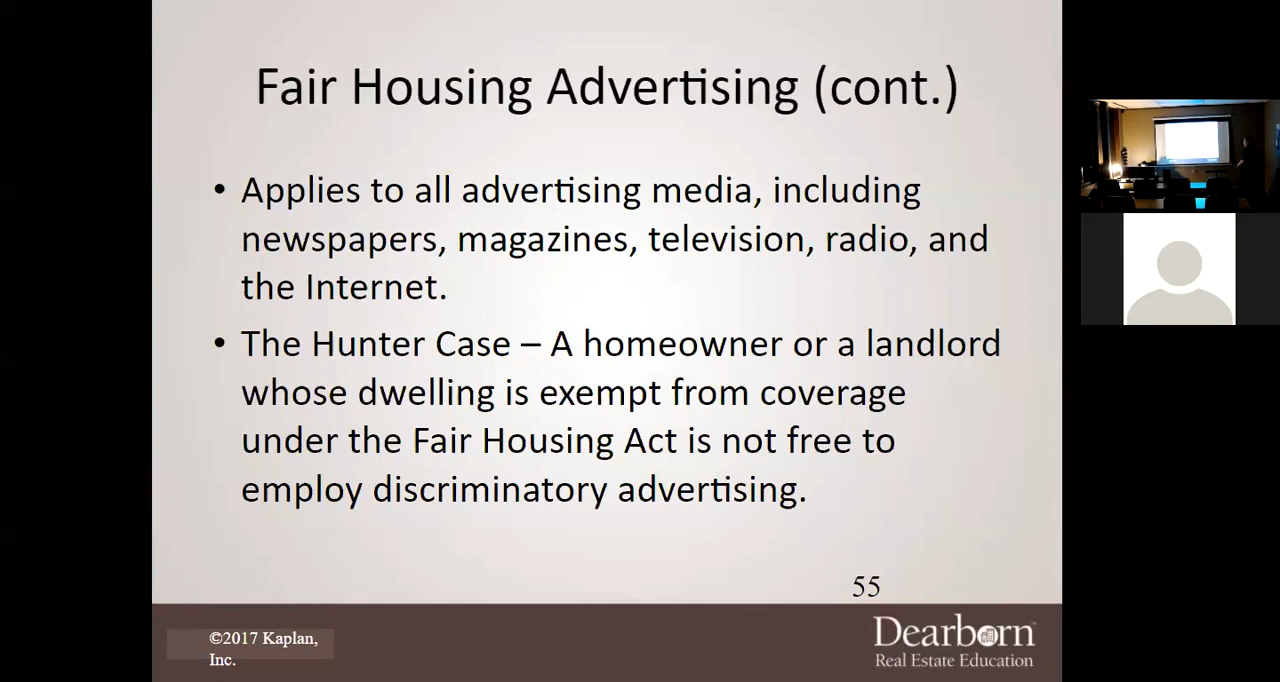 Fair Housing Advertising (cont.)
• Applies to all advertising media, including
newspapers, magazines, television, radio, and
the Internet.
• The Hunter Case – A homeowner or a landlord
whose dwelling is exempt from coverage
under the Fair Housing Act is not free to
employ discriminatory advertising.
55
©2017 Kaplan,
Inc.
Dearborn™
Real Estate Education